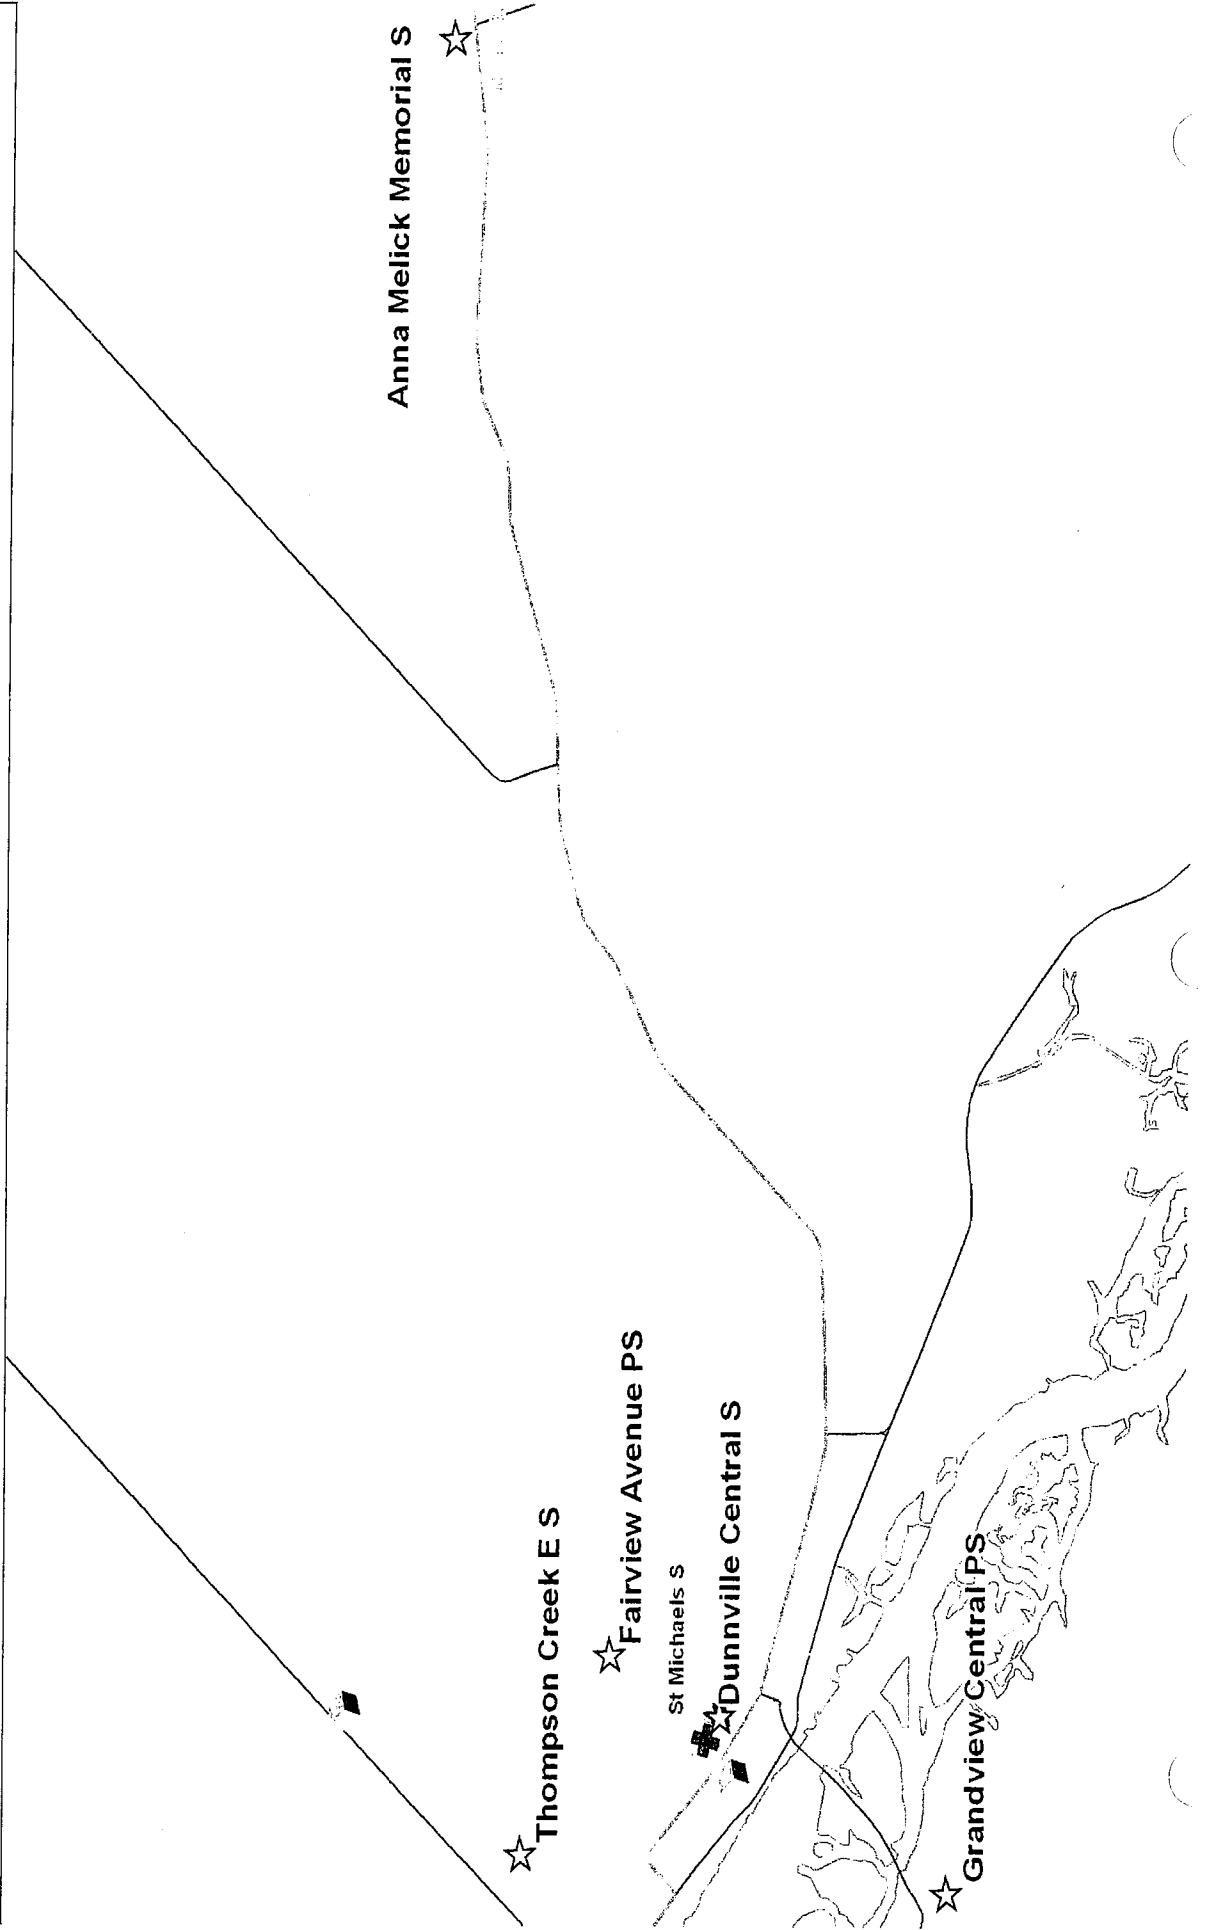 Anna Melick Memorial S
Thompson Creek E S
Fairview Avenue PS
St Michaels S
Dunnville Central S
Grandview Central PS